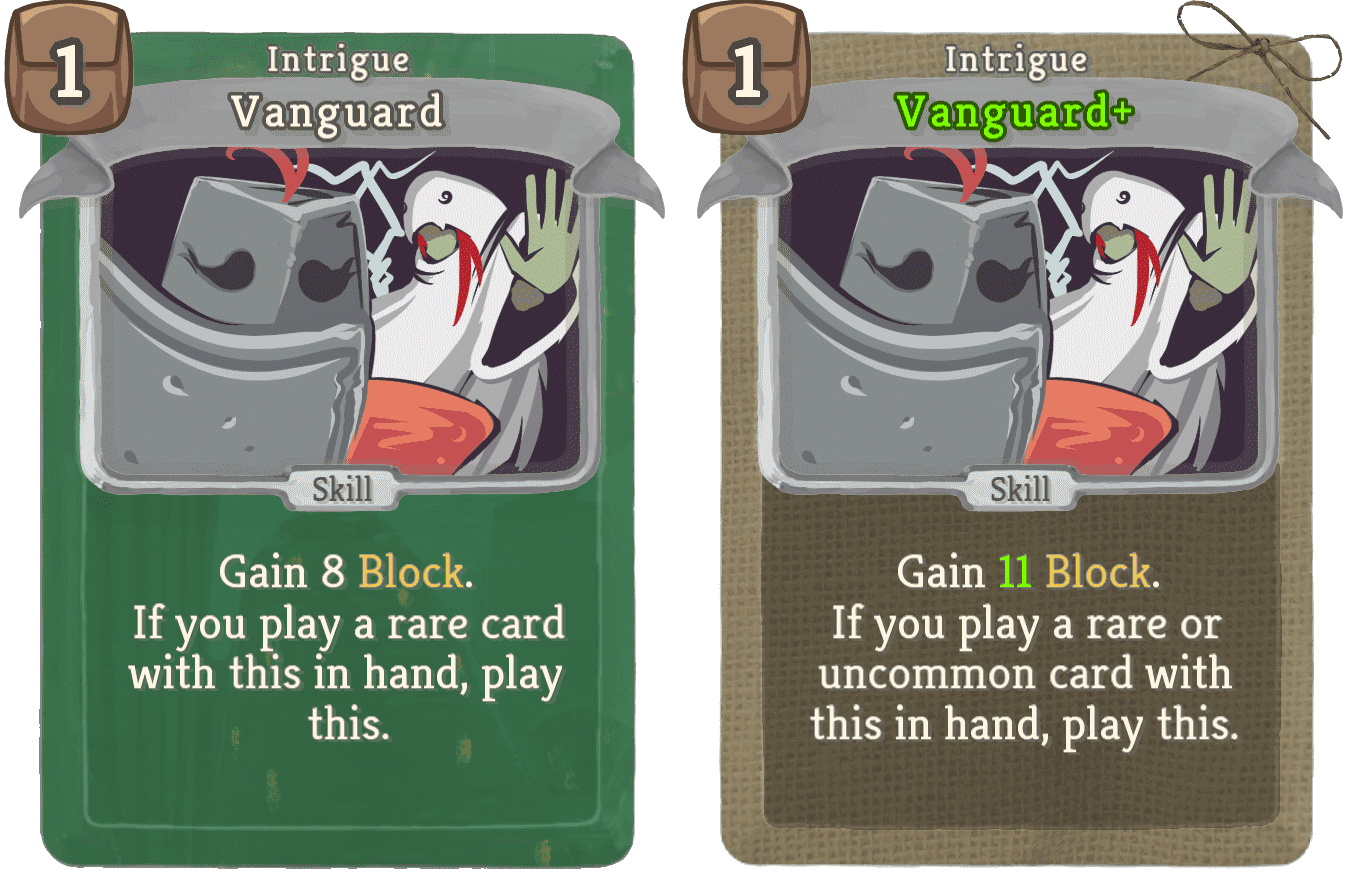 1
Intrigue
Vanguard
Skill
Gain 8 Block.
If you play a rare card
with this in hand, play
this.
1
Intrigue
Vanguard+
Skill
Gain 11 Block.
If you play a rare or
uncommon card with
this in hand, play this.